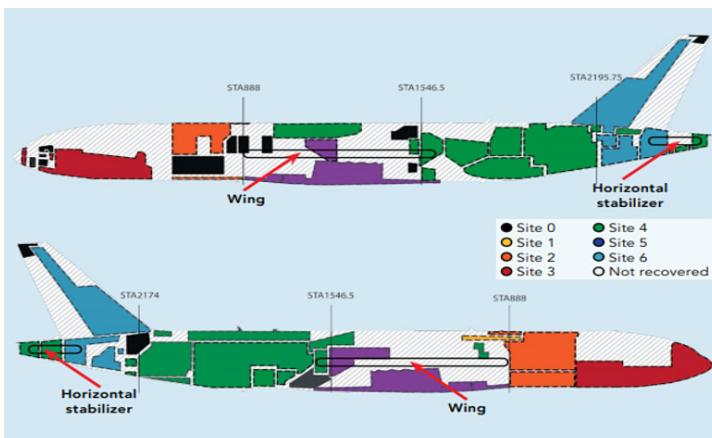 STA888
STA1546.5
STA2195.75
Wing
Horizontal
stabilizer
Site 0
Site 1
Site 2
Site 3
Site 4
Site 5
Site 6
Not recovered
STA2174
STA1546.5
STA888
Horizontal
stabilizer
Wing